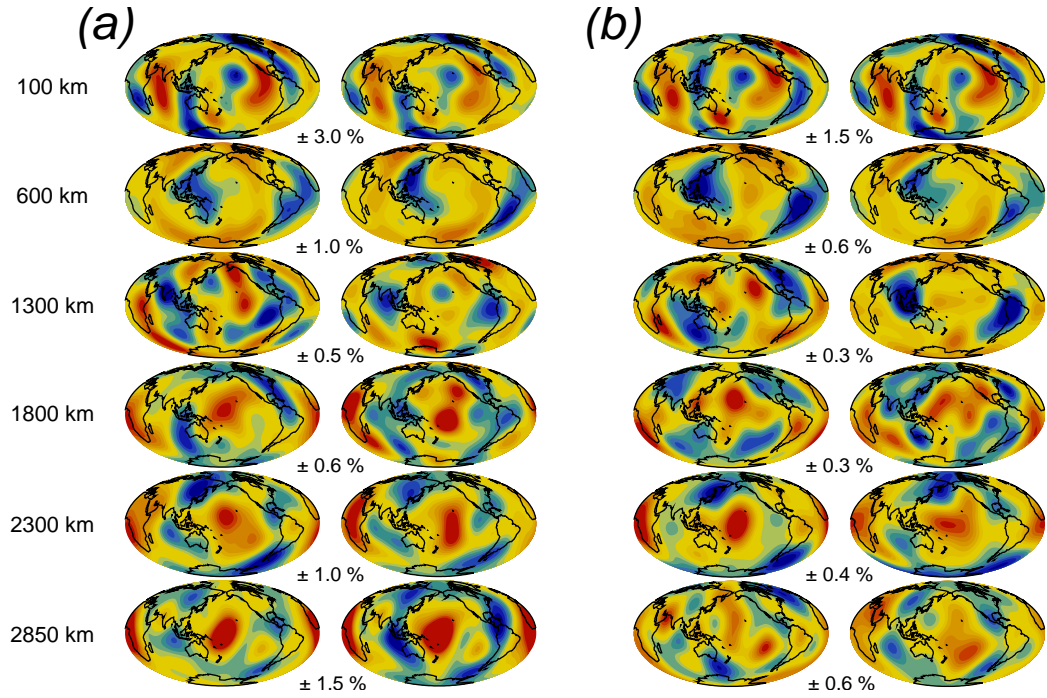 (a) (b)
100 km
± 3.0 % ± 1.5 %
600 km
± 1.0 % ± 0.6 %
1300 km
± 0.5 % ± 0.3 %
1800 km
± 0.6 % ± 0.3 %
2300 km
± 1.0 % ± 0.4 %
2850 km
± 1.5 % ± 0.6 %